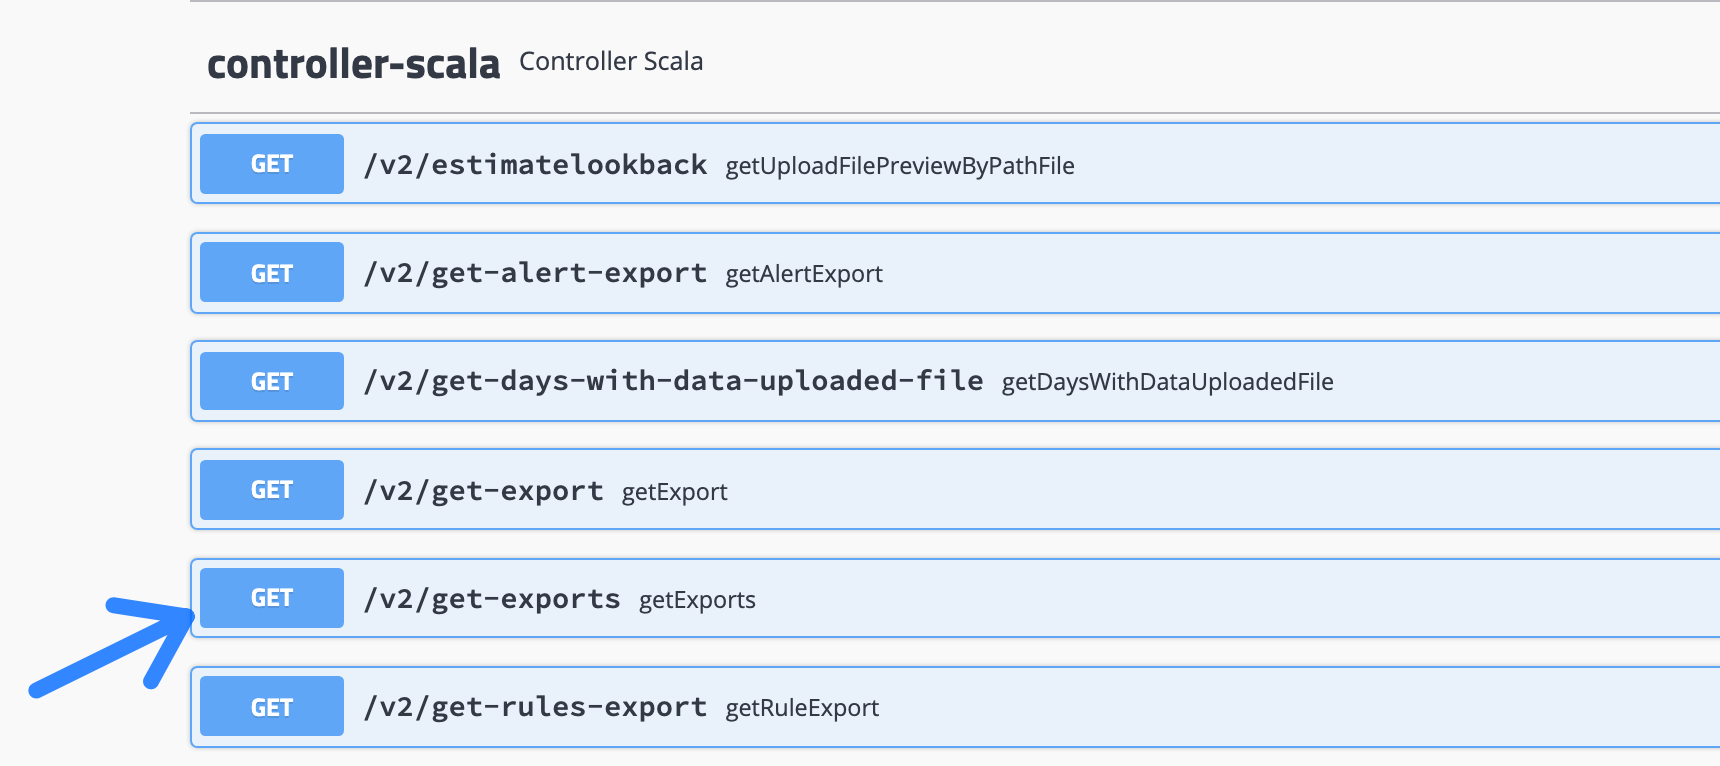 controller-scala Controller Scala
GET /v2/estimatelookback getUploadFilePreviewByPathFile
GET /v2/get-alert-export getAlertExport
GET /v2/get-days-with-data-uploaded-file getDaysWithDataUploadedFile
GET /v2/get-export getExport
GET /v2/get-exports getExports
GET /v2/get-rules-export getRuleExport